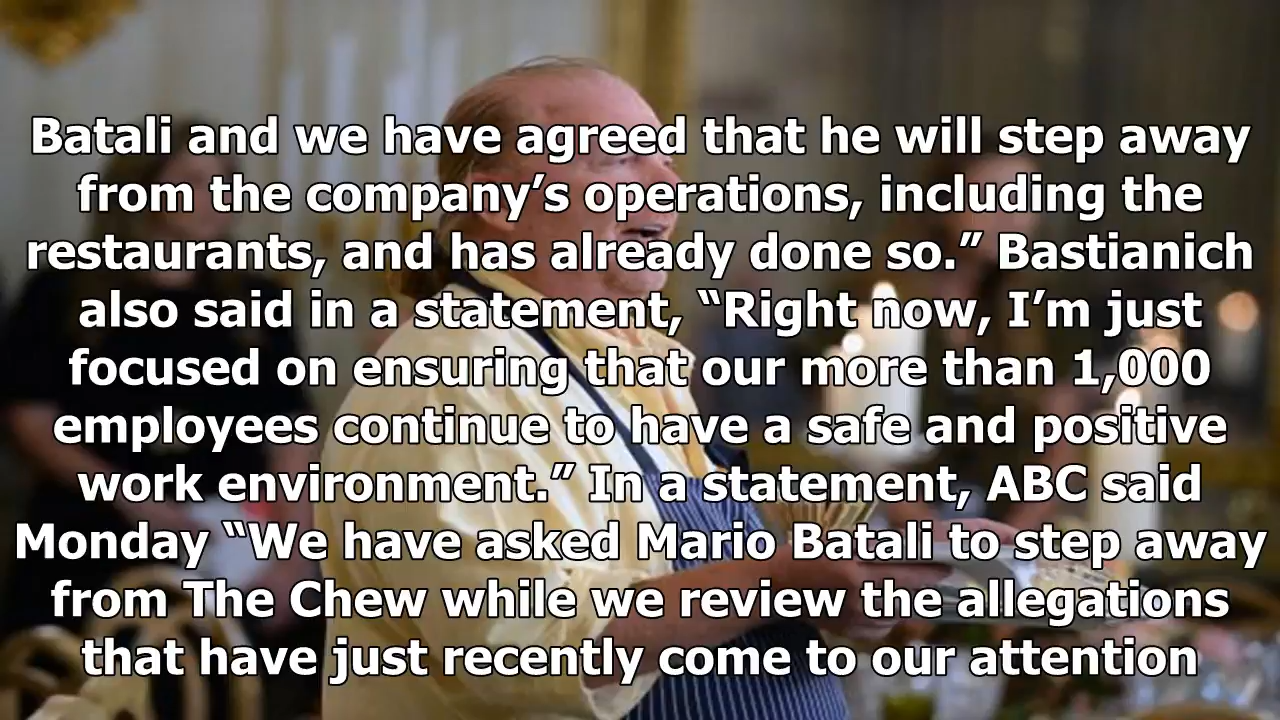 Batali and we have agreed that he will step away
from the company’s operations, including the
restaurants, and has already done so.” Bastianich
also said in a statement, “Right now, I’m just
focused on ensuring that our more than 1,000
employees continue to have a safe and positive
work environment.” In a statement, ABC said
Monday “We have asked Mario Batali to step away
from The Chew while we review the allegations
that have just recently come to our attention